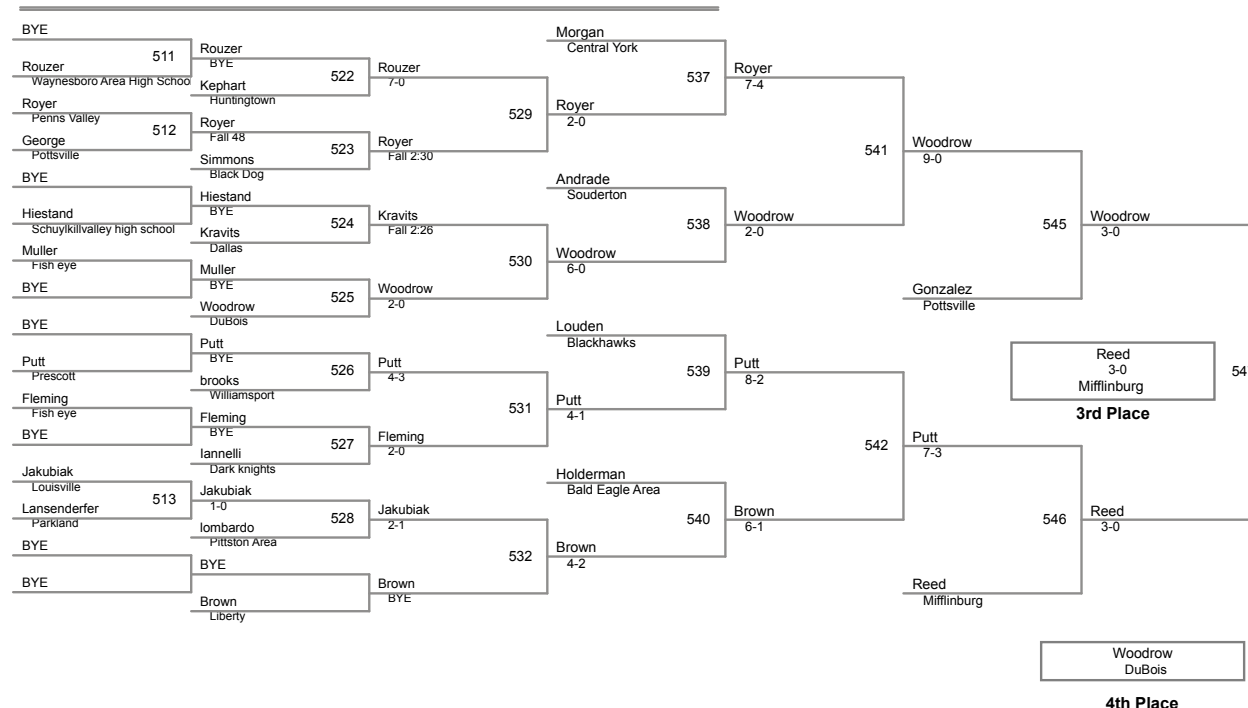 BYE
511
Rouzer
Waynesboro Area High School
Royer
Penns Valley
512
George
Pottsville
BYE
Hiestand
Schuylkillvalley high school
Muller
Fish eye
BYE
BYE
Putt
Prescott
Fleming
Fish eye
BYE
Jakubiak
Louisville
513
Lansenderfer
Parkland
BYE
BYE
Rouzer
BYE
522
Kephart
Huntingtown
Royer
Fall 48
523
Simmons
Black Dog
Hiestand
BYE
524
Kravits
Dallas
Muller
BYE
525
Woodrow
DuBois
Putt
BYE
526
brooks
Williamsport
Fleming
BYE
527
Iannelli
Dark knights
Jakubiak
1-0
528
lombardo
Pittston Area
BYE
Brown
Liberty
Rouzer
7-0
529
Royer
Fall 2:30
Kravits
Fall 2:26
530
Woodrow
2-0
Putt
4-3
531
Fleming
2-0
Jakubiak
2-1
532
Brown
BYE
Morgan
Central York
537
Royer
2-0
Andrade
Souderton
538
Woodrow
6-0
Louden
Blackhawks
539
Putt
4-1
Holderman
Bald Eagle Area
540
Brown
4-2
Royer
7-4
541
Woodrow
2-0
Putt
8-2
542
Brown
6-1
Woodrow
9-0
545
Gonzalez
Pottsville
Putt
7-3
546
Reed
Mifflinburg
Woodrow
3-0
Reed
3-0
Mifflinburg
3rd Place
Reed
3-0
Woodrow
DuBois
4th Place